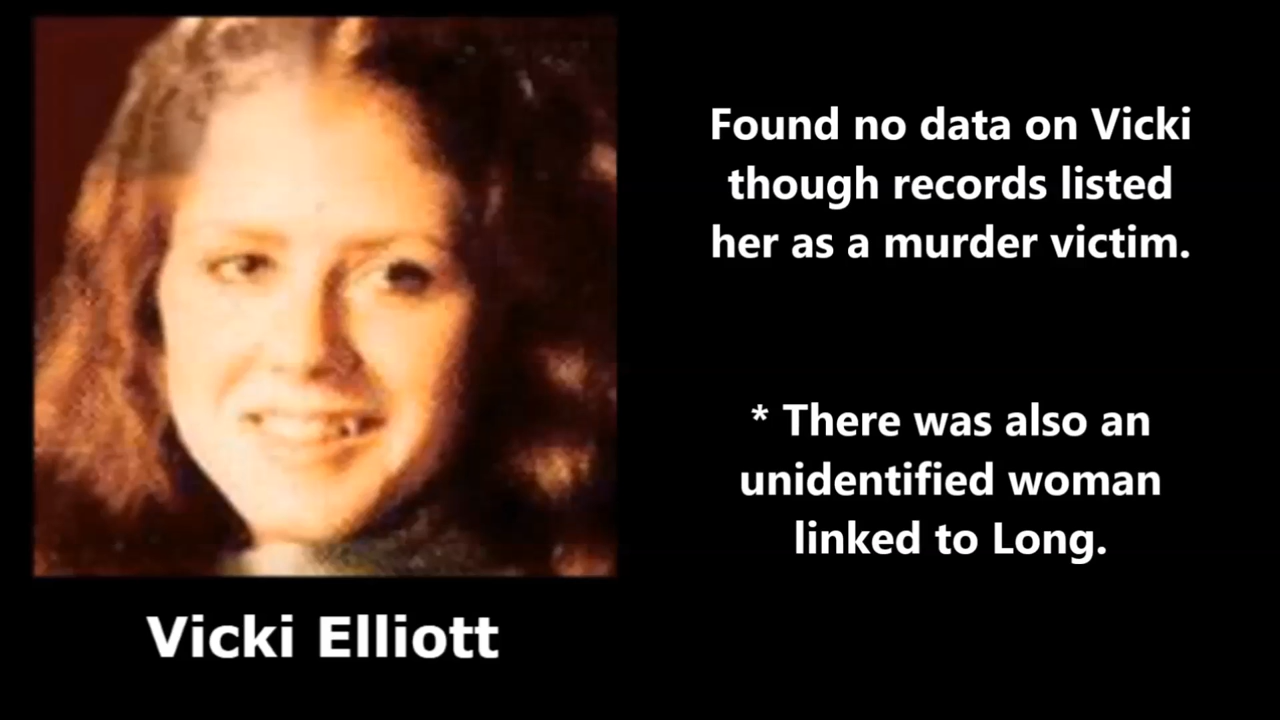 Found no data on Vicki
though records listed
her as a murder victim.
* There was also an
unidentified woman
linked to Long.
Vicki Elliott